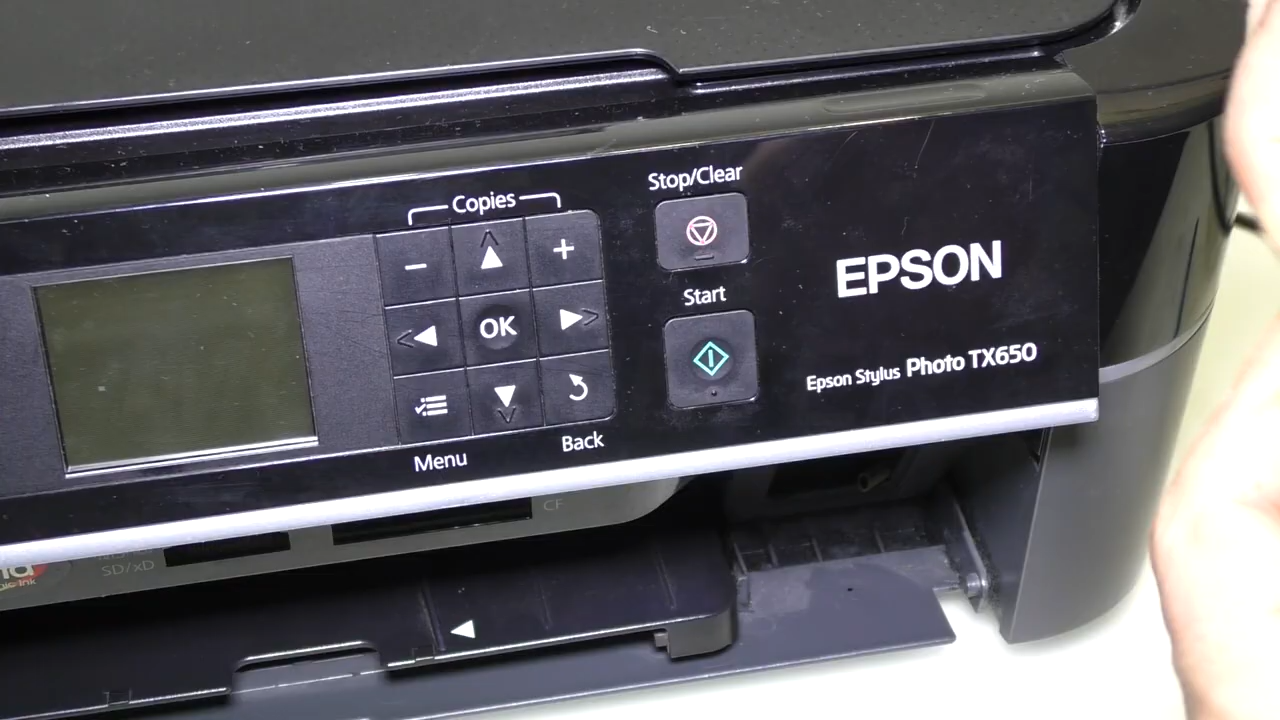 Stop/Clear
Copies
− +
OK
Start
EPSON
Epson Stylus Photo TX650
Back
Menu
CF
SD/xD